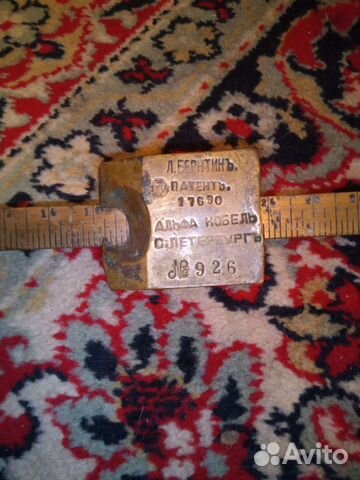 Л. БЕРНТИНЪ.
ПАТЕНТЪ.
17690
АЛЬФА НОБЕЛЬ
С. ПЕТЕРБУРГЪ
№ 926
Avito